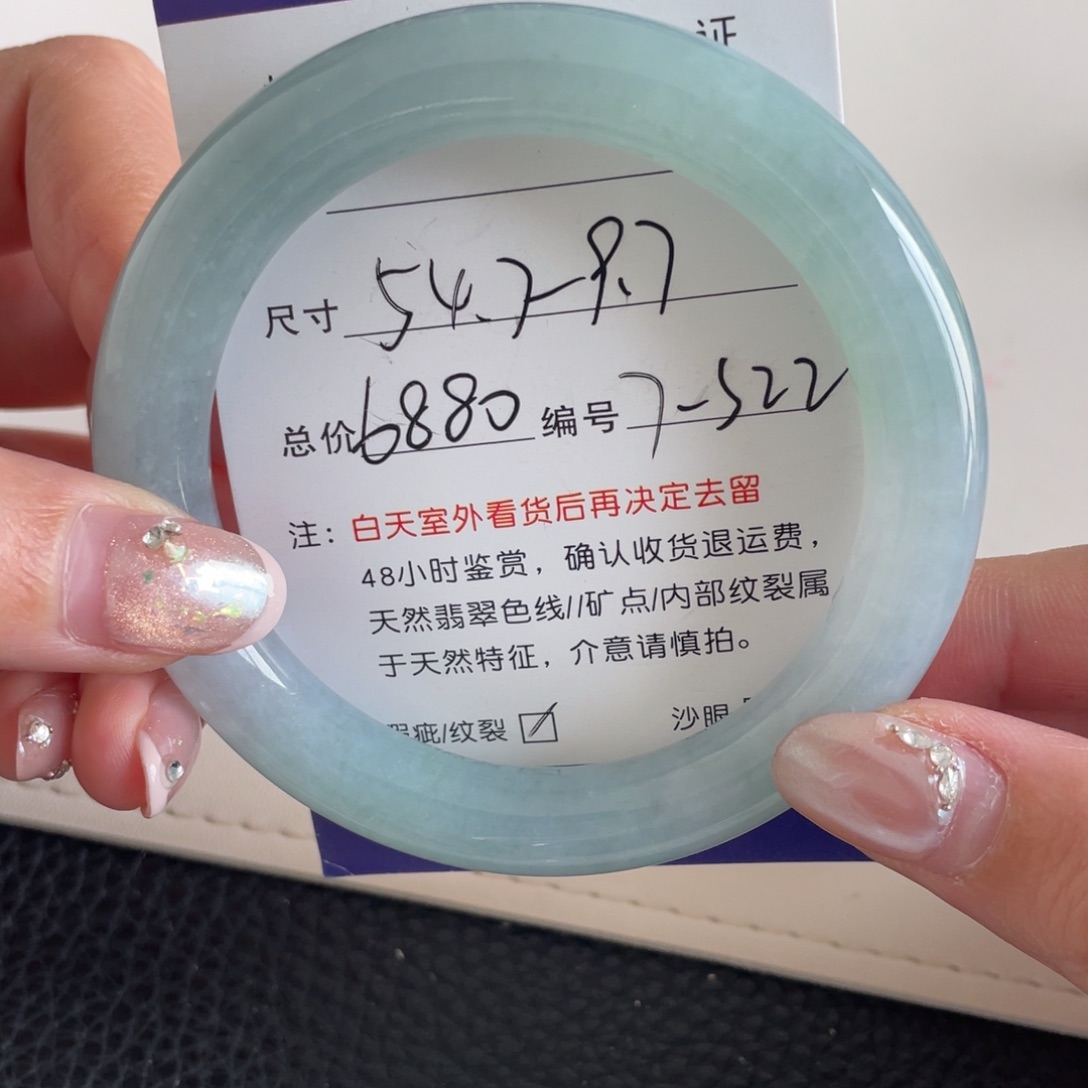 证
尺寸 54.7-9.7
总价 6880 编号 7-522
注：白天室外看货后再决定去留
48小时鉴赏，确认收货退运费，
天然翡翠色线//矿点/内部纹裂属
于天然特征，介意请慎拍。
瑕疵/纹裂 ☑ 沙眼